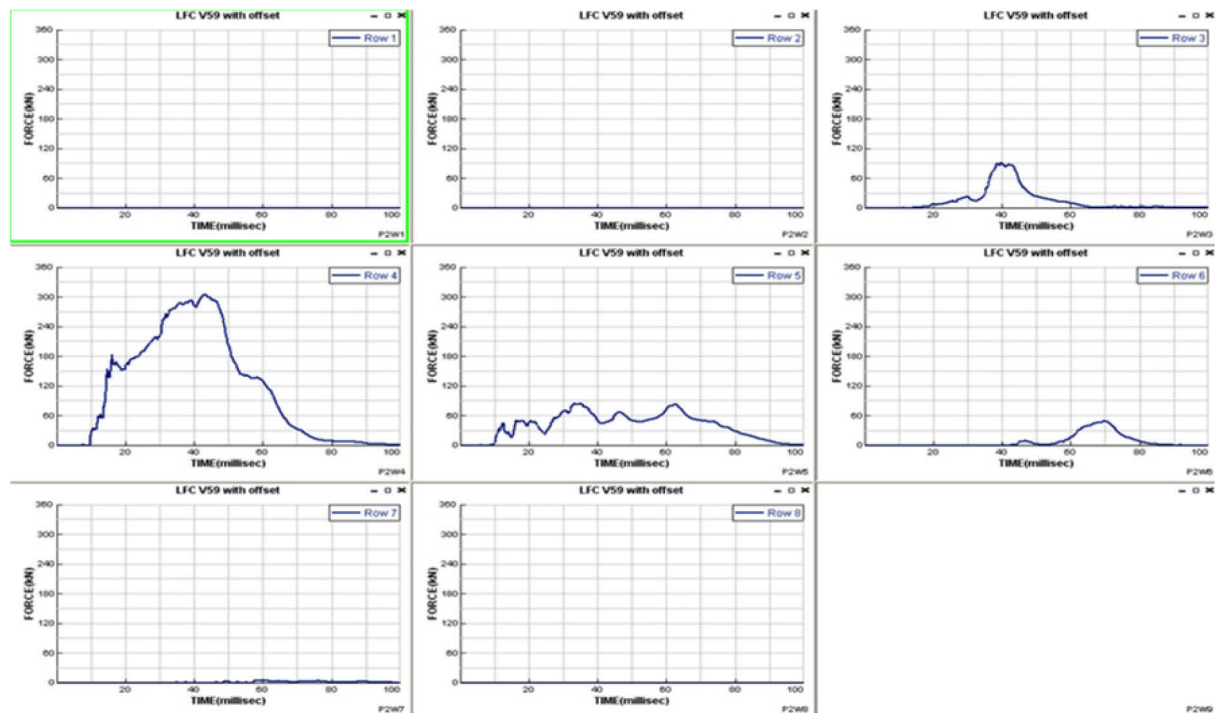 LFC V59 with offset
Row 1
FORCE(kN)
360
300
240
180
120
60
0
20 40 60 80 100
TIME(millisec)
P2W1
LFC V59 with offset
Row 2
FORCE(kN)
360
300
240
180
120
60
0
20 40 60 80 100
TIME(millisec)
P2W2
LFC V59 with offset
Row 3
FORCE(kN)
360
300
240
180
120
60
0
20 40 60 80 100
TIME(millisec)
P2W3
LFC V59 with offset
Row 4
FORCE(kN)
360
300
240
180
120
60
0
20 40 60 80 100
TIME(millisec)
P2W4
LFC V59 with offset
Row 5
FORCE(kN)
360
300
240
180
120
60
0
20 40 60 80 100
TIME(millisec)
P2W5
LFC V59 with offset
Row 6
FORCE(kN)
360
300
240
180
120
60
0
20 40 60 80 100
TIME(millisec)
P2W6
LFC V59 with offset
Row 7
FORCE(kN)
360
300
240
180
120
60
0
20 40 60 80 100
TIME(millisec)
P2W7
LFC V59 with offset
Row 8
FORCE(kN)
360
300
240
180
120
60
0
20 40 60 80 100
TIME(millisec)
P2W8
P2W9